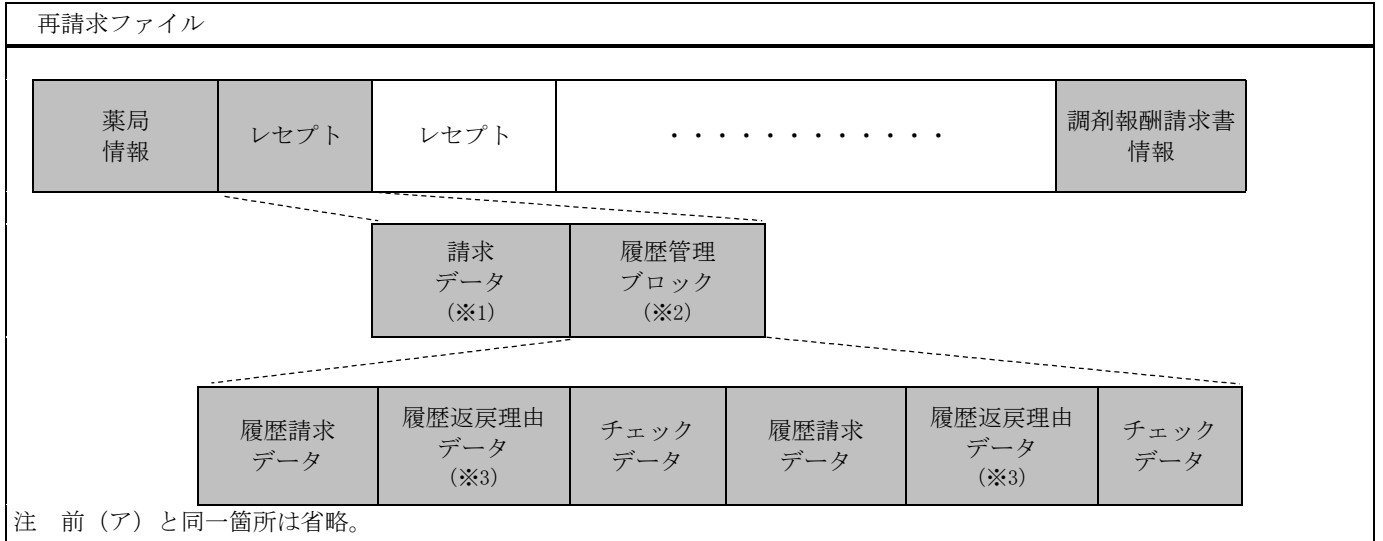 再請求ファイル
薬局
情報
レセプト
レセプト
・・・・・・・・・・・・
調剤報酬請求書
情報
請求
データ
(※1)
履歴管理
ブロック
(※2)
履歴請求
データ
履歴返戻理由
データ
(※3)
チェック
データ
履歴請求
データ
履歴返戻理由
データ
(※3)
チェック
データ
注　前（ア）と同一箇所は省略。